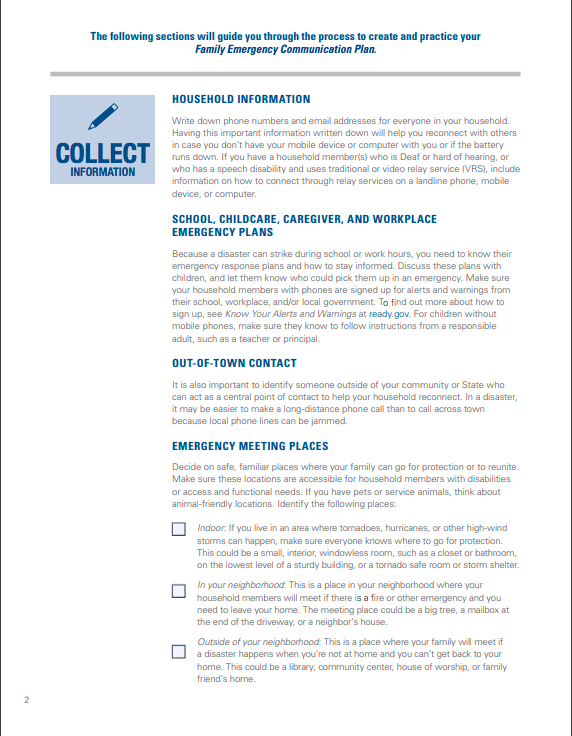 The following sections will guide you through the process to create and practice your
Family Emergency Communication Plan.
COLLECT
INFORMATION
HOUSEHOLD INFORMATION
Write down phone numbers and email addresses for everyone in your household.
Having this important information written down will help you reconnect with others
in case you don't have your mobile device or computer with you or if the battery
runs down. If you have a household member(s) who is Deaf or hard of hearing, or
who has a speech disability and uses traditional or video relay service (VRS), include
information on how to connect through relay services on a landline phone, mobile
device, or computer.
SCHOOL, CHILDCARE, CAREGIVER, AND WORKPLACE
EMERGENCY PLANS
Because a disaster can strike during school or work hours, you need to know their
emergency response plans and how to stay informed. Discuss these plans with
children, and let them know who could pick them up in an emergency. Make sure
your household members with phones are signed up for alerts and warnings from
their school, workplace, and/or local government. To find out more about how to
sign up, see Know Your Alerts and Warnings at ready.gov. For children without
mobile phones, make sure they know to follow instructions from a responsible
adult, such as a teacher or principal.
OUT-OF-TOWN CONTACT
It is also important to identify someone outside of your community or State who
can act as a central point of contact to help your household reconnect. In a disaster,
it may be easier to make a long-distance phone call than to call across town
because local phone lines can be jammed.
EMERGENCY MEETING PLACES
Decide on safe, familiar places where your family can go for protection or to reunite.
Make sure these locations are accessible for household members with disabilities
or access and functional needs. If you have pets or service animals, think about
animal-friendly locations. Identify the following places:
Indoor: If you live in an area where tornadoes, hurricanes, or other high-wind
storms can happen, make sure everyone knows where to go for protection.
This could be a small, interior, windowless room, such as a closet or bathroom,
on the lowest level of a sturdy building, or a tornado safe room or storm shelter.
In your neighborhood: This is a place in your neighborhood where your
household members will meet if there is a fire or other emergency and you
need to leave your home. The meeting place could be a big tree, a mailbox at
the end of the driveway, or a neighbor's house.
Outside of your neighborhood: This is a place where your family will meet if
a disaster happens when you're not at home and you can't get back to your
home. This could be a library, community center, house of worship, or family
friend's home.
2